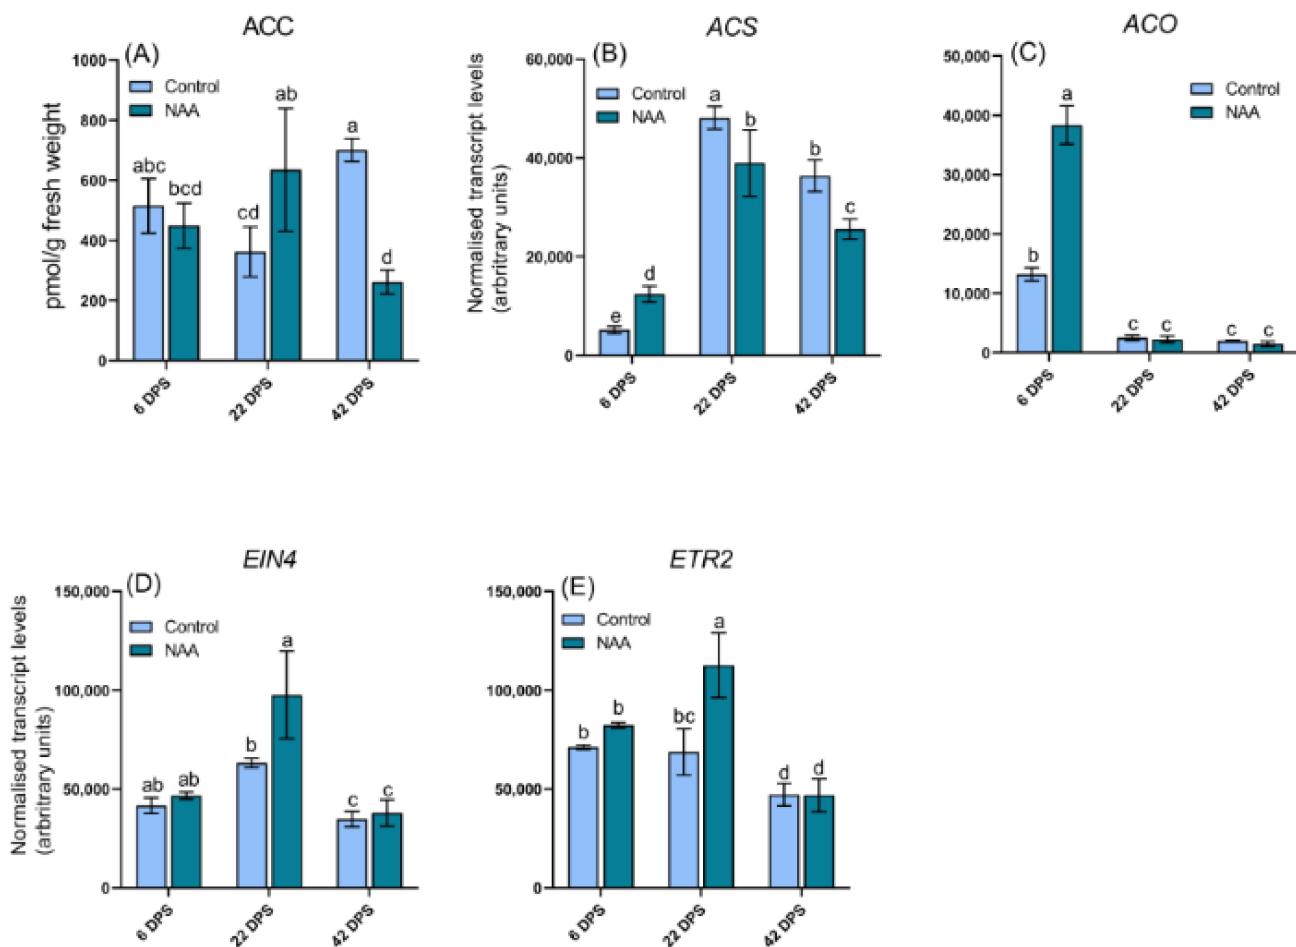 ACC
(A)
Control
NAA
pmol/g fresh weight
1000
800
600
400
200
0
abc
bcd
cd
ab
a
d
6 DPS
22 DPS
42 DPS
ACS
(B)
Control
NAA
Normalised transcript levels
(arbritrary units)
60,000
40,000
20,000
0
e
d
a
b
b
c
6 DPS
22 DPS
42 DPS
ACO
(C)
Control
NAA
50,000
40,000
30,000
20,000
10,000
0
b
a
c
c
c
c
6 DPS
22 DPS
42 DPS
EIN4
(D)
Control
NAA
Normalised transcript levels
(arbritrary units)
150,000
100,000
50,000
0
ab
ab
b
a
c
c
6 DPS
22 DPS
42 DPS
ETR2
(E)
Control
NAA
150,000
100,000
50,000
0
b
b
bc
a
d
d
6 DPS
22 DPS
42 DPS